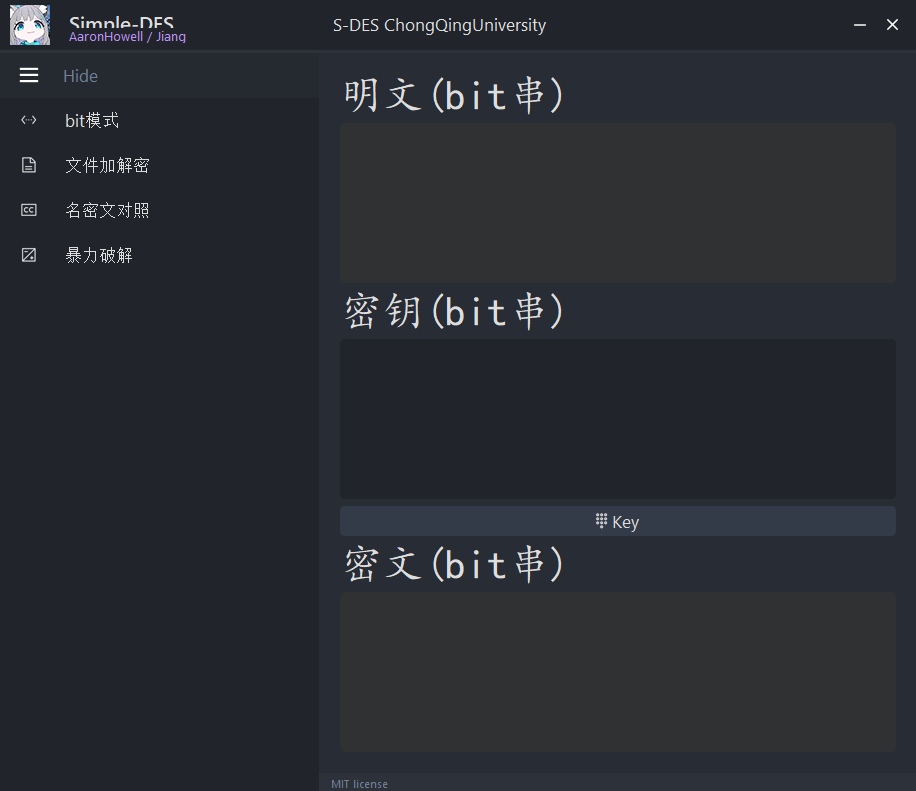 Simple-DES
AaronHowell / Jiang
S-DES ChongQingUniversity
Hide
bit模式
文件加解密
名密文对照
暴力破解
明文(bit串)
密钥(bit串)
Key
密文(bit串)
MIT license